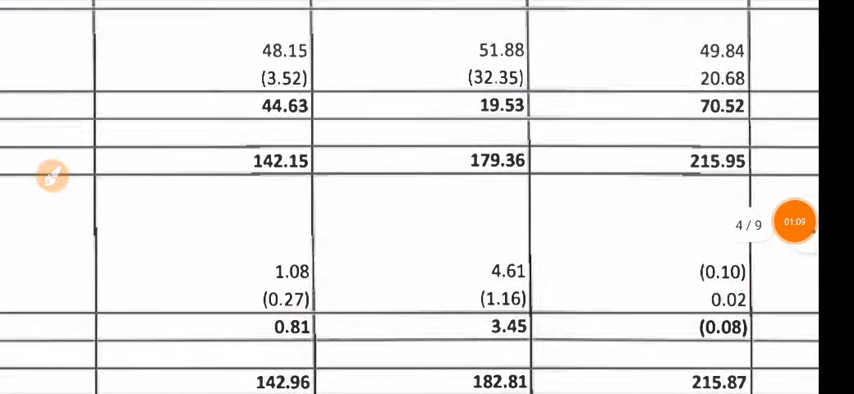 48.15 51.88 49.84
(3.52) (32.35) 20.68
44.63 19.53 70.52
142.15 179.36 215.95
4 / 9 01:09
1.08 4.61 (0.10)
(0.27) (1.16) 0.02
0.81 3.45 (0.08)
142.96 182.81 215.87